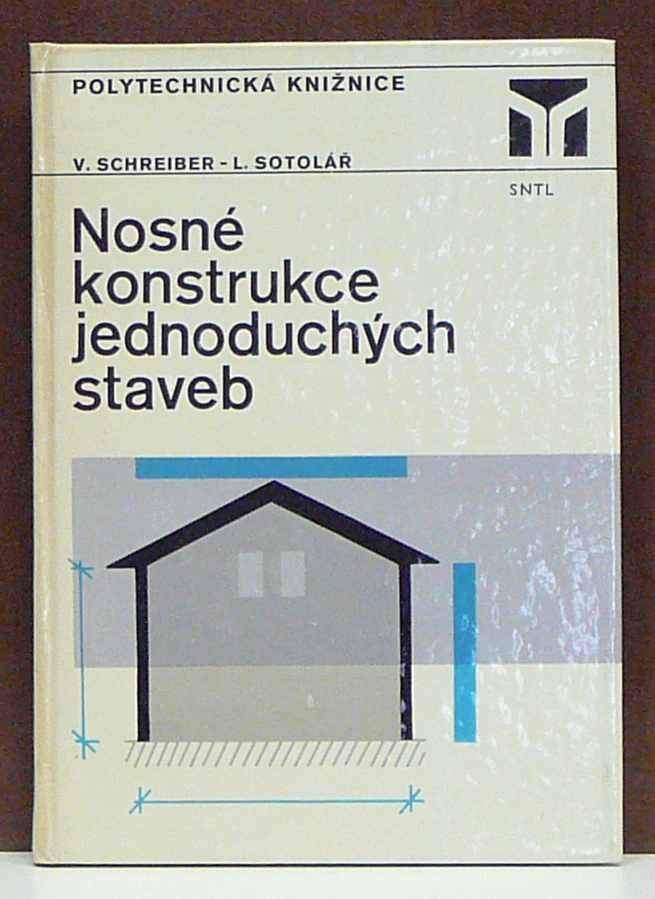 POLYTECHNICKÁ KNIŽNICE
V. SCHREIBER – L. SOTOLÁŘ
SNTL
Nosné
konstrukce
jednoduchých
staveb